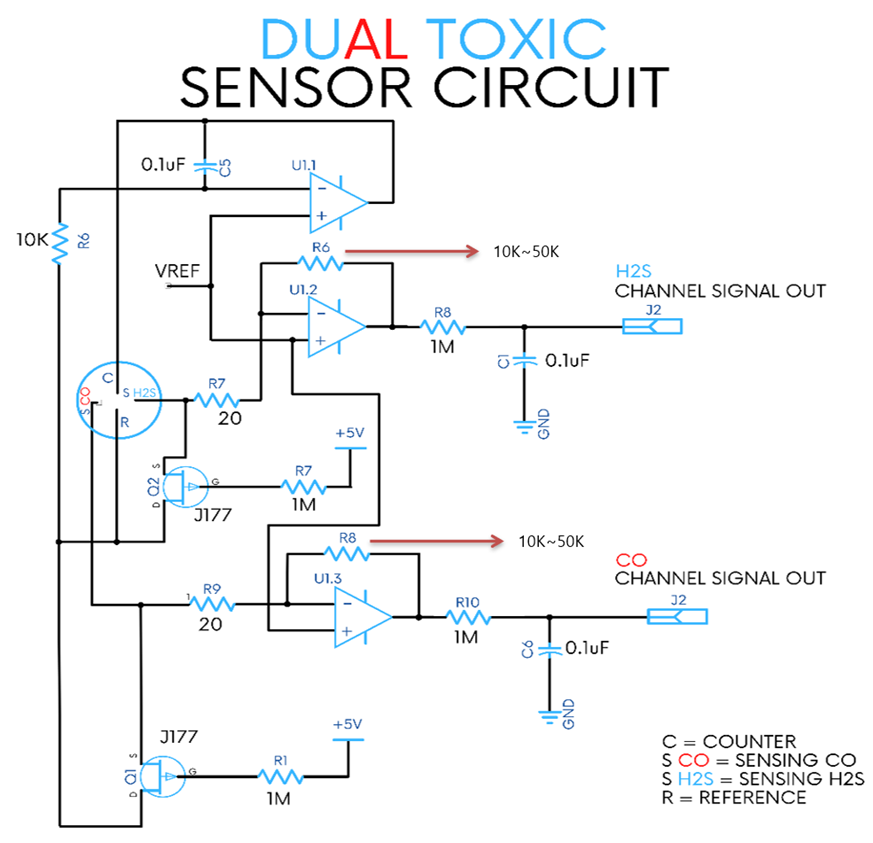 DUAL TOXIC
SENSOR CIRCUIT
0.1uF
C5
U1.1
−
+
10K
R6
R6
10K~50K
VREF
U1.2
−
+
R8
1M
H2S
CHANNEL SIGNAL OUT
J2
C1
0.1uF
GND
C
S H2S
S CO
R
R7
20
+5V
S
Q2
D
G
J177
R7
1M
R8
10K~50K
U1.3
−
+
1
R9
20
R10
1M
CO
CHANNEL SIGNAL OUT
J2
C6
0.1uF
GND
J177
S
Q1
D
G
R1
1M
+5V
C = COUNTER
S CO = SENSING CO
S H2S = SENSING H2S
R = REFERENCE